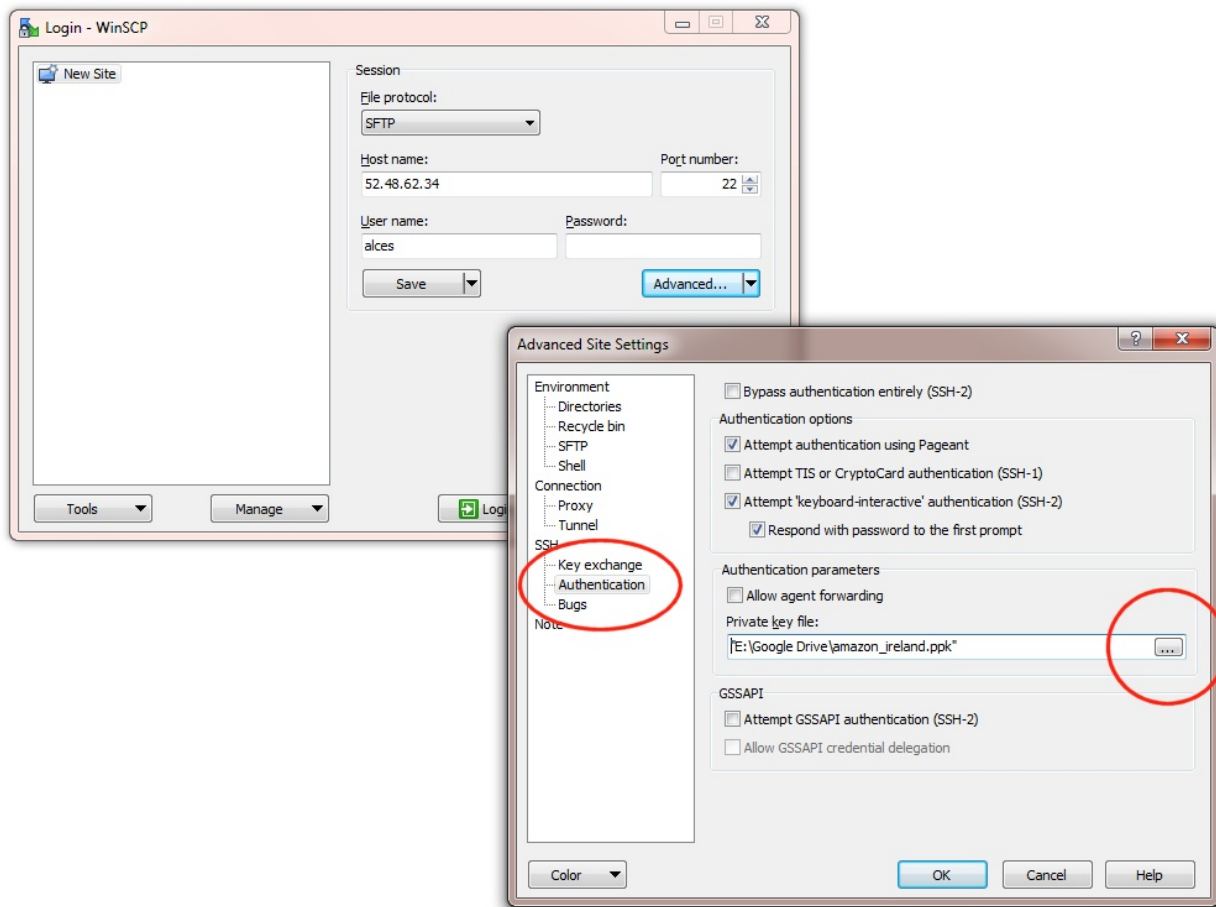 Login - WinSCP
New Site
Session
File protocol:
SFTP
Host name:
Port number:
52.48.62.34
22
User name:
Password:
alces
Save
Advanced...
Tools
Manage
Logi
Advanced Site Settings
?
Environment
Directories
Recycle bin
SFTP
Shell
Connection
Proxy
Tunnel
SSH
Key exchange
Authentication
Bugs
Note
Bypass authentication entirely (SSH-2)
Authentication options
Attempt authentication using Pageant
Attempt TIS or CryptoCard authentication (SSH-1)
Attempt 'keyboard-interactive' authentication (SSH-2)
Respond with password to the first prompt
Authentication parameters
Allow agent forwarding
Private key file:
"E:\Google Drive\amazon_ireland.ppk"
...
GSSAPI
Attempt GSSAPI authentication (SSH-2)
Allow GSSAPI credential delegation
Color
OK
Cancel
Help